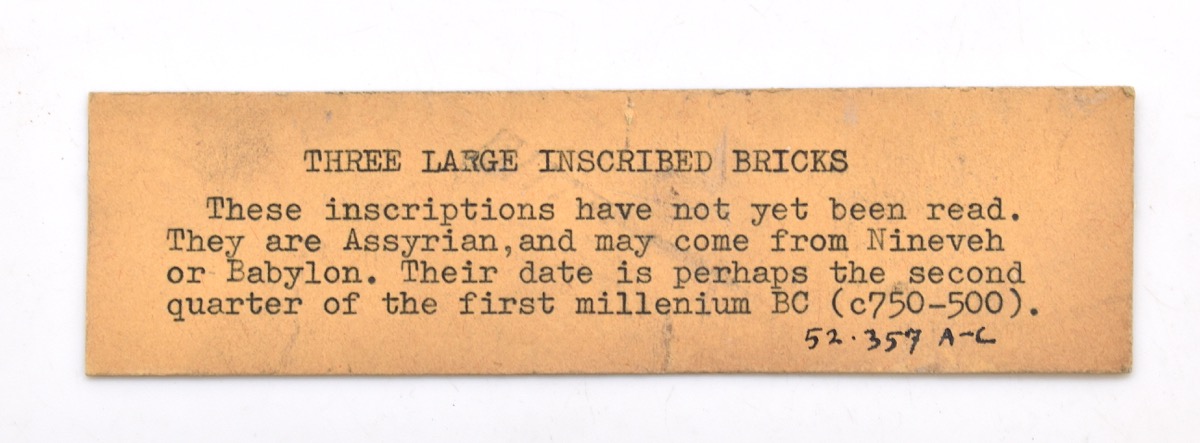 THREE LARGE INSCRIBED BRICKS
These inscriptions have not yet been read.
They are Assyrian,and may come from Nineveh
or Babylon. Their date is perhaps the second
quarter of the first millenium BC (c750-500).
52.357 A-C